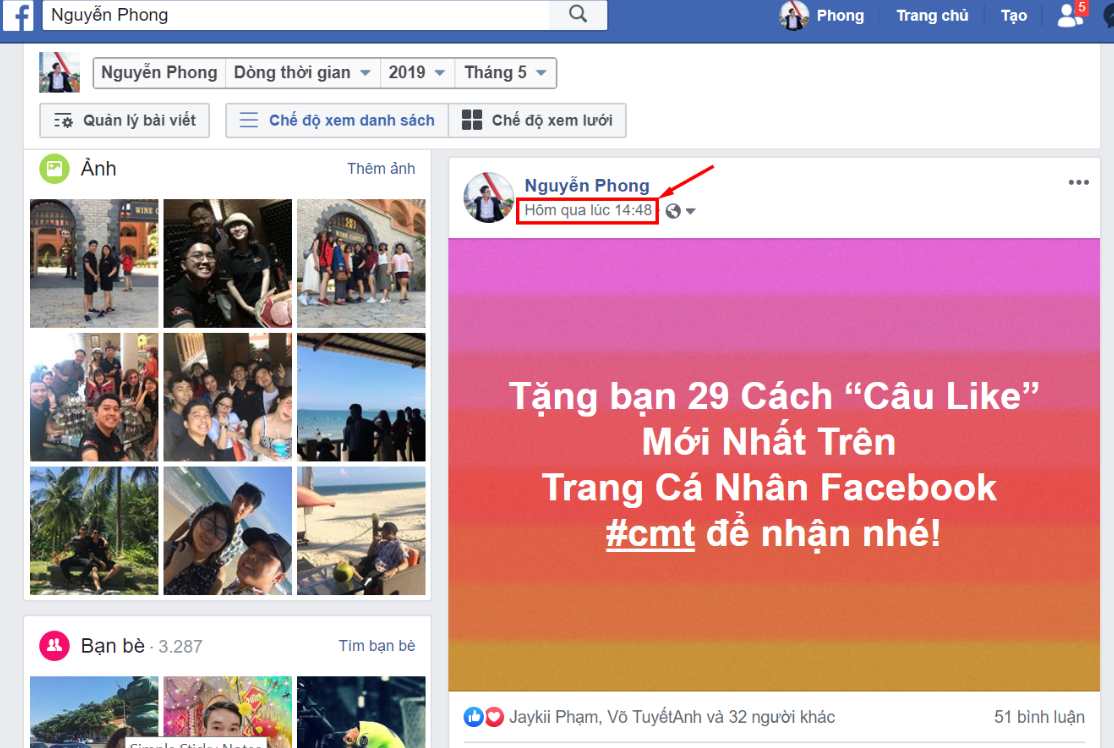 f
Nguyễn Phong
Phong
Trang chủ
Tạo
5
Nguyễn Phong
Dòng thời gian
2019
Tháng 5
Quản lý bài viết
Chế độ xem danh sách
Chế độ xem lưới
Ảnh
Thêm ảnh
Bạn bè · 3.287
Tìm bạn bè
Simple Sticky Notes
Nguyễn Phong
Hôm qua lúc 14:48
Tặng bạn 29 Cách “Câu Like”
Mới Nhất Trên
Trang Cá Nhân Facebook
#cmt để nhận nhé!
Jaykii Phạm, Võ TuyếtAnh và 32 người khác
51 bình luận